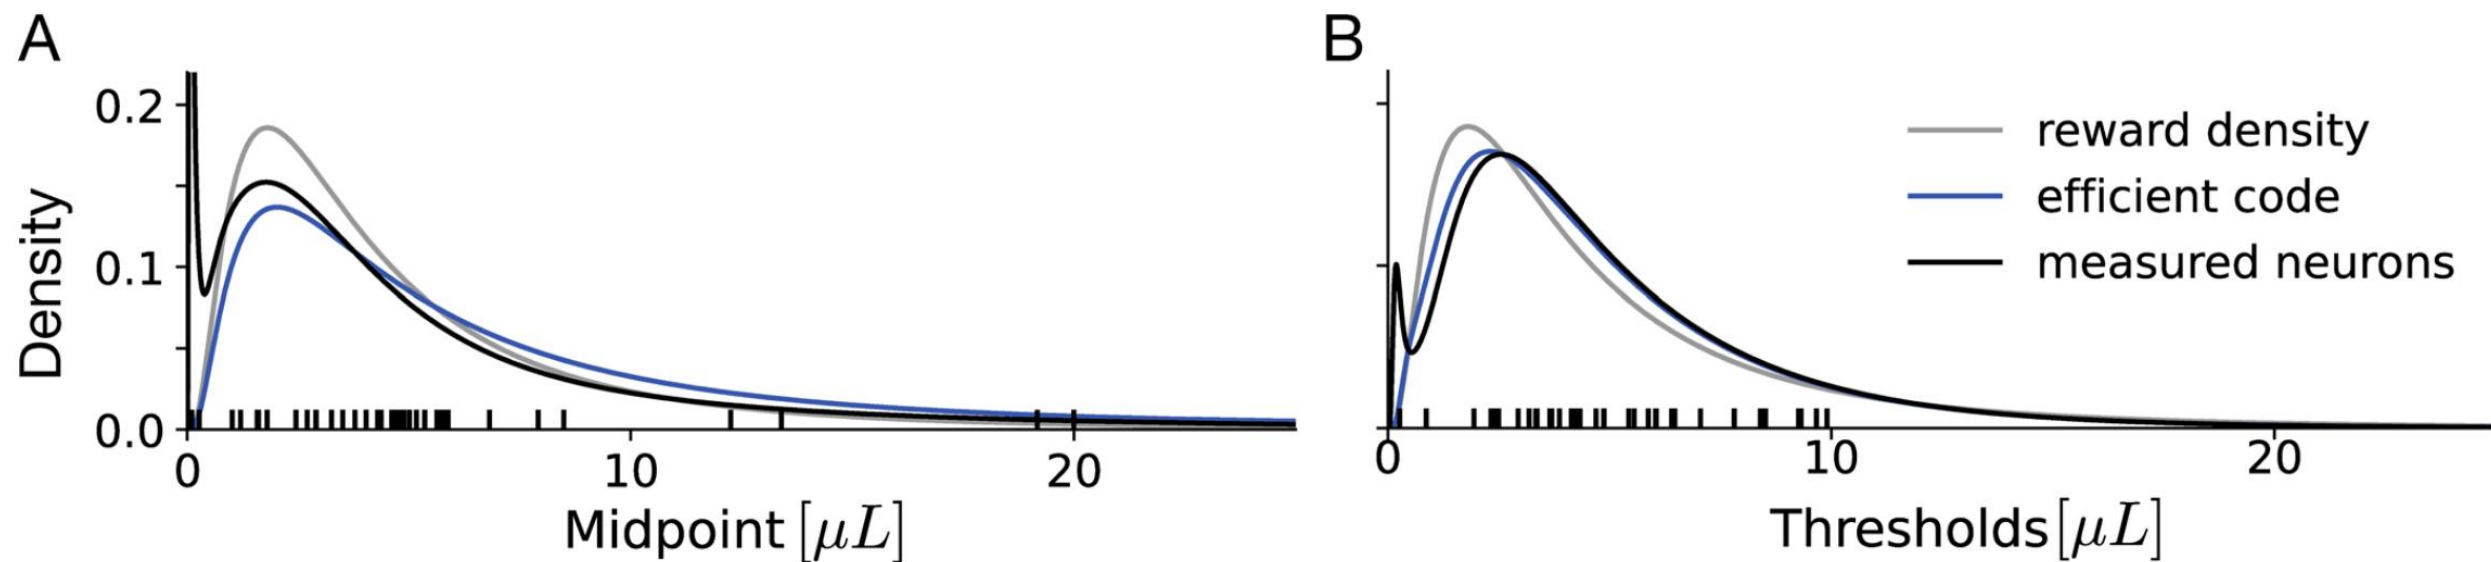 A
B
Density
0.2
0.1
0.0
0
10
20
Midpoint [μL]
reward density
efficient code
measured neurons
0
10
20
Thresholds [μL]